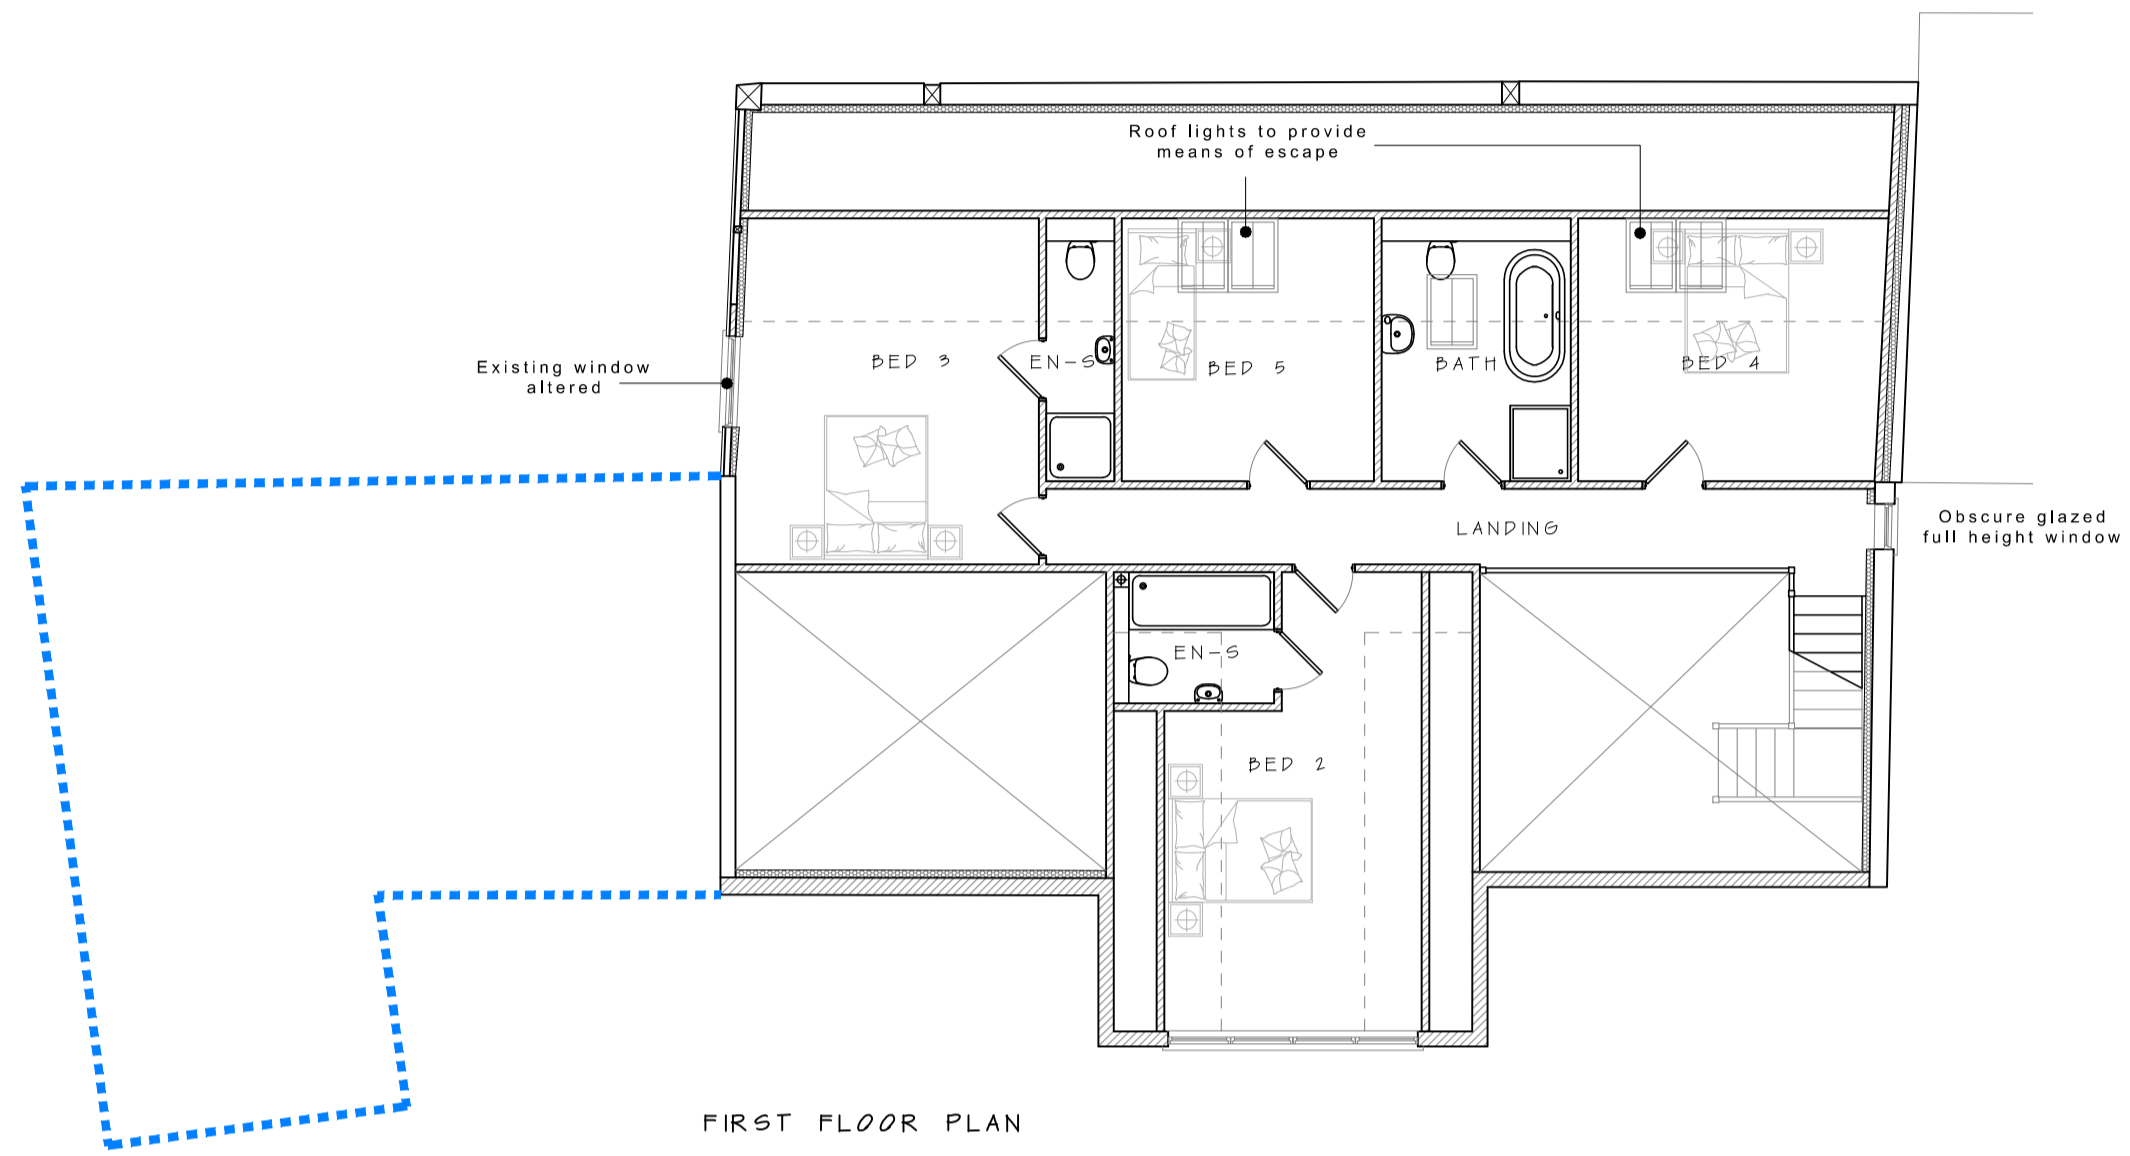 Roof lights to provide
means of escape
Existing window
altered
BED 3
EN-S
BED 5
BATH
BED 4
LANDING
Obscure glazed
full height window
EN-S
BED 2
FIRST FLOOR PLAN